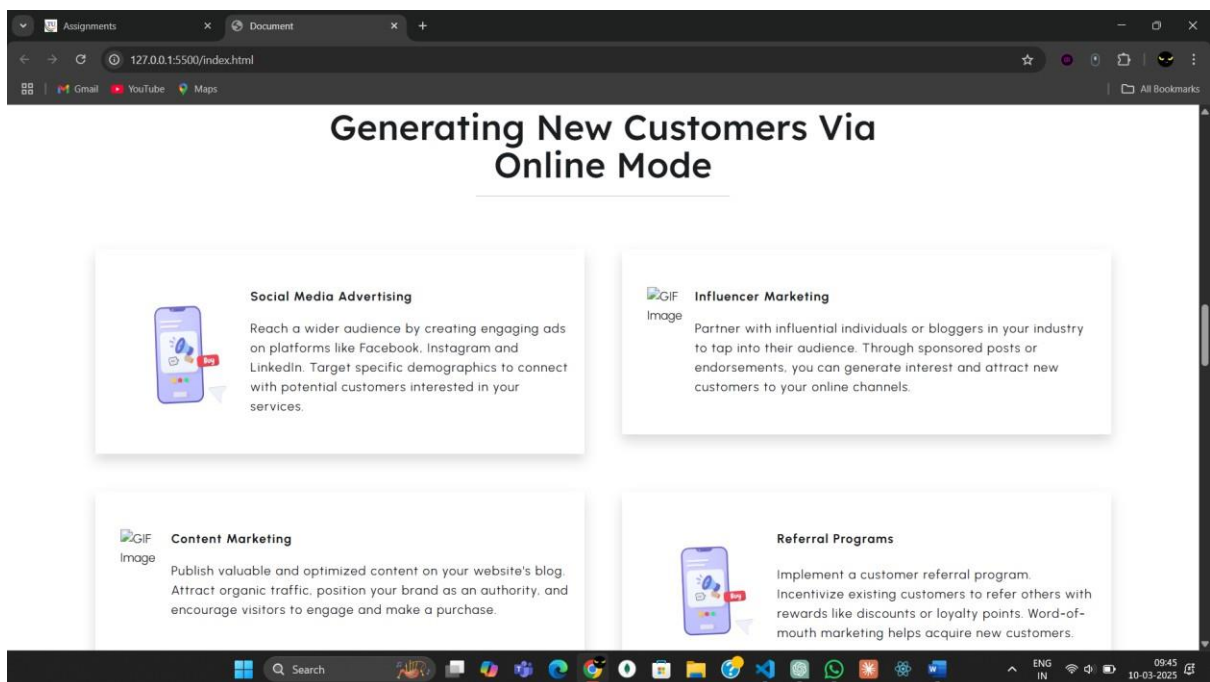 Assignments
Document
127.0.0.1:5500/index.html
Gmail
YouTube
Maps
All Bookmarks
Generating New Customers Via
Online Mode
Social Media Advertising
Reach a wider audience by creating engaging ads
on platforms like Facebook, Instagram and
LinkedIn. Target specific demographics to connect
with potential customers interested in your
services.
Buy
GIF
Image
Influencer Marketing
Partner with influential individuals or bloggers in your industry
to tap into their audience. Through sponsored posts or
endorsements, you can generate interest and attract new
customers to your online channels.
GIF
Image
Content Marketing
Publish valuable and optimized content on your website's blog.
Attract organic traffic, position your brand as an authority, and
encourage visitors to engage and make a purchase.
Buy
Referral Programs
Implement a customer referral program.
Incentivize existing customers to refer others with
rewards like discounts or loyalty points. Word-of-
mouth marketing helps acquire new customers.
Search
ENG
IN
09:45
10-03-2025